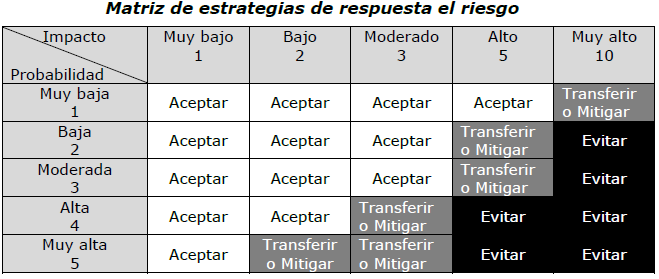 Matriz de estrategias de respuesta el riesgo
Impacto
Probabilidad
Muy bajo
1
Bajo
2
Moderado
3
Alto
5
Muy alto
10
Muy baja
1
Aceptar
Aceptar
Aceptar
Aceptar
Transferir
o Mitigar
Baja
2
Aceptar
Aceptar
Aceptar
Transferir
o Mitigar
Evitar
Moderada
3
Aceptar
Aceptar
Aceptar
Transferir
o Mitigar
Evitar
Alta
4
Aceptar
Aceptar
Transferir
o Mitigar
Evitar
Evitar
Muy alta
5
Aceptar
Transferir
o Mitigar
Transferir
o Mitigar
Evitar
Evitar